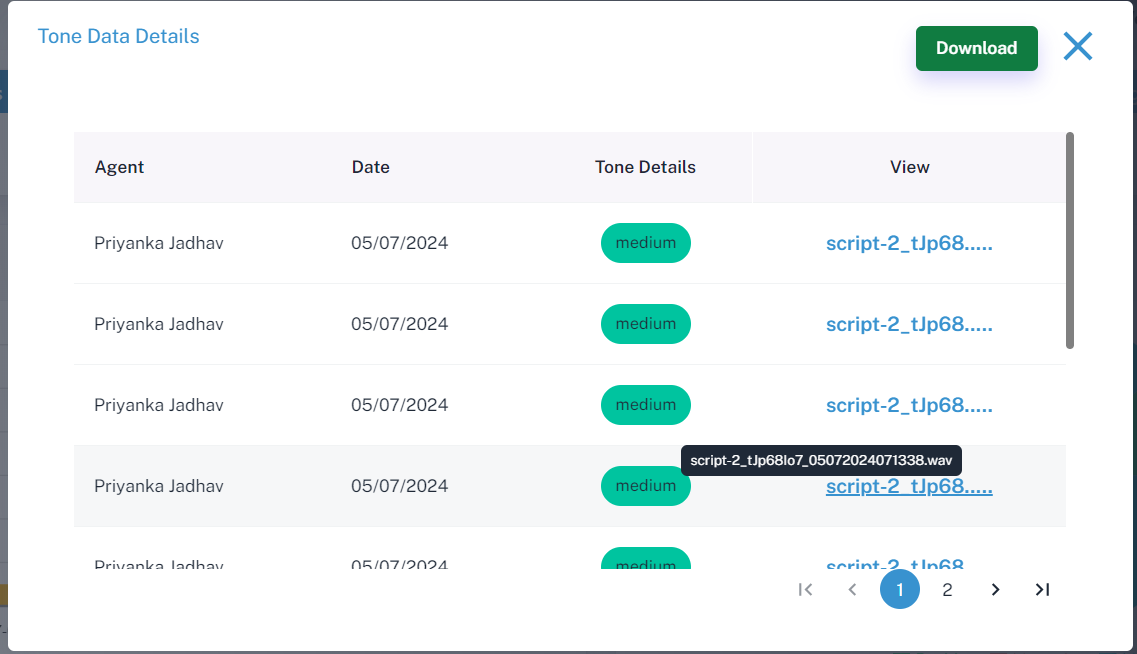 Tone Data Details
Download
Agent Date Tone Details View
Priyanka Jadhav 05/07/2024 medium script-2_tJp68.....
Priyanka Jadhav 05/07/2024 medium script-2_tJp68.....
Priyanka Jadhav 05/07/2024 medium script-2_tJp68.....
script-2_tJp68Io7_05072024071338.wav
Priyanka Jadhav 05/07/2024 medium script-2_tJp68.....
Priyanka Jadhav 05/07/2024 medium script-2_tJp68
1 2